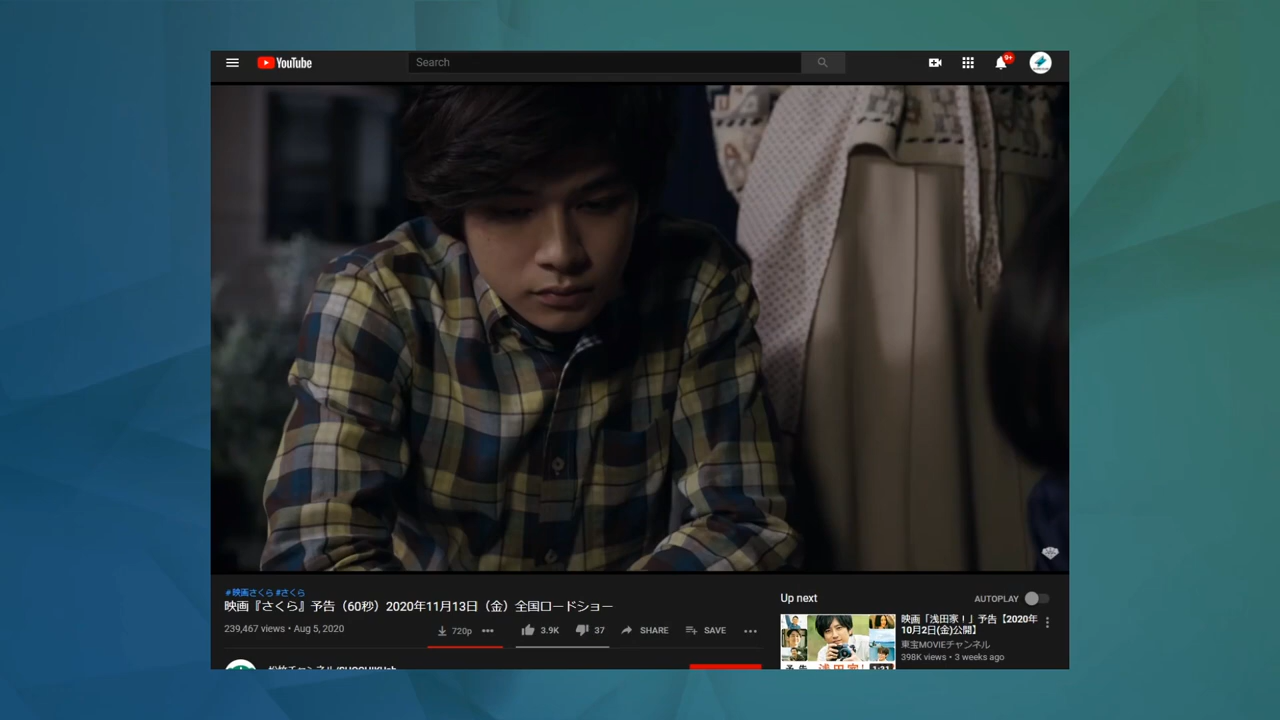 YouTube
Search
9+
#映画さくら #さくら
映画『さくら』予告（60秒）2020年11月13日（金）全国ロードショー
239,467 views • Aug 5, 2020
720p
3.9K
37
SHARE
SAVE
Up next
AUTOPLAY
映画「浅田家！」予告【2020年
10月2日(金)公開】
東宝MOVIEチャンネル
398K views • 3 weeks ago
1:31